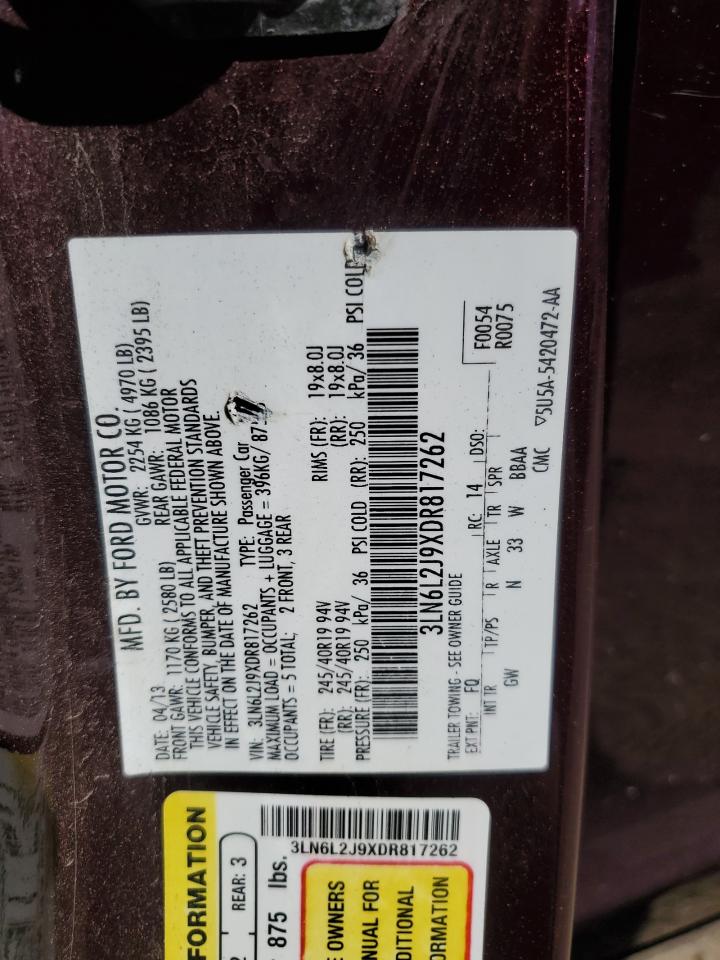 MFD. BY FORD MOTOR CO.
DATE: 04/13 GVWR: 2254 KG ( 4970 LB)
FRONT GAWR: 1170 KG ( 2580 LB) REAR GAWR: 1086 KG ( 2395 LB)
THIS VEHICLE CONFORMS TO ALL APPLICABLE FEDERAL MOTOR
VEHICLE SAFETY, BUMPER, AND THEFT PREVENTION STANDARDS
IN EFFECT ON THE DATE OF MANUFACTURE SHOWN ABOVE.
VIN: 3LN6L2J9XDR817262 TYPE: Passenger Car
MAXIMUM LOAD = OCCUPANTS + LUGGAGE = 396KG/ 87
OCCUPANTS = 5 TOTAL; 2 FRONT, 3 REAR
TIRE (FR): 245/40R19 94V RIMS (FR): 19x8.0J
(RR): 245/40R19 94V (RR): 19x8.0J
PRESSURE (FR): 250 kPa/ 36 PSI COLD (RR): 250 kPa/ 36 PSI COLD
3LN6L2J9XDR817262
TRAILER TOWING - SEE OWNER GUIDE
F0054
EXT PNT: FQ RC: 14 DSO: R0075
INT TR TP/PS R AXLE TR SPR
GW N 33 W BBAA
CMC ▽5U5A-5420472-AA
FORMATION
REAR: 3
875 lbs.
3LN6L2J9XDR817262
OWNERS
NUAL FOR
DITIONAL
ORMATION